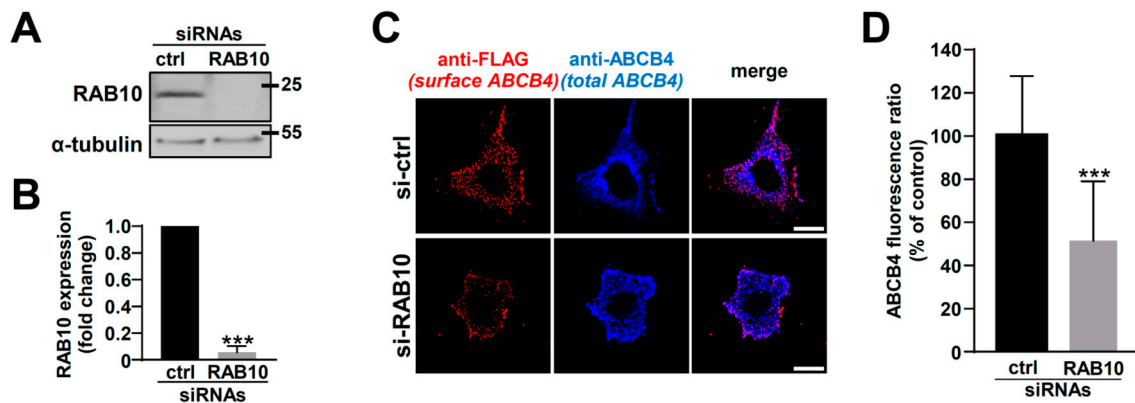 A
siRNAs
ctrl RAB10
RAB10
25
α-tubulin
55
B
RAB10 expression
(fold change)
1.0
0.8
0.6
0.4
0.2
0
***
ctrl RAB10
siRNAs
C
anti-FLAG
(surface ABCB4)
anti-ABCB4
(total ABCB4)
merge
si-ctrl
si-RAB10
D
ABCB4 fluorescence ratio
(% of control)
140
120
100
80
60
40
20
0
***
ctrl RAB10
siRNAs